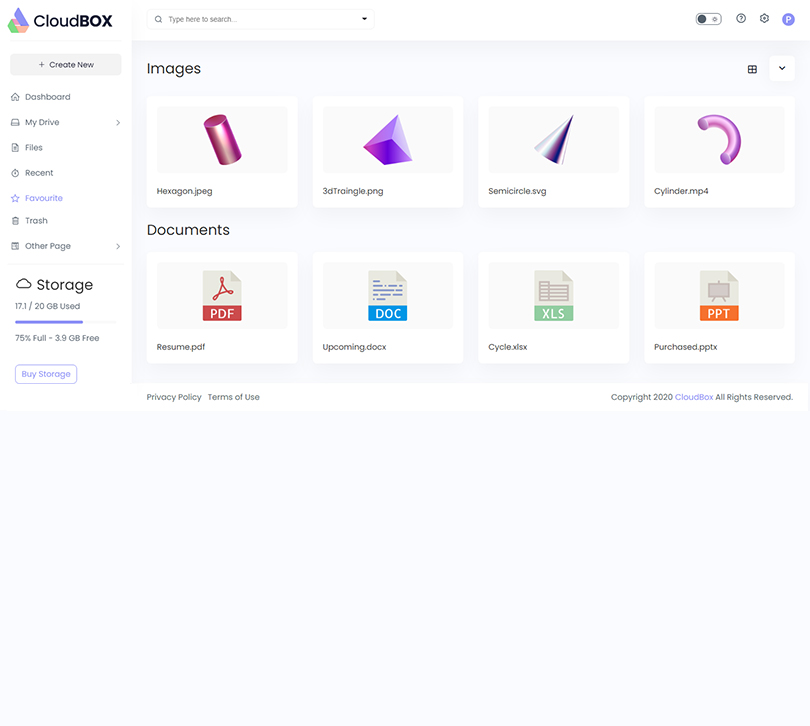 CloudBOX
Type here to search...
P
+ Create New
Dashboard
My Drive
Files
Recent
Favourite
Trash
Other Page
Storage
17.1 / 20 GB Used
75% Full - 3.9 GB Free
Buy Storage
Images
Hexagon.jpeg
3dTraingle.png
Semicircle.svg
Cylinder.mp4
Documents
PDF
DOC
XLS
PPT
Resume.pdf
Upcoming.docx
Cycle.xlsx
Purchased.pptx
Privacy Policy Terms of Use
Copyright 2020 CloudBox All Rights Reserved.